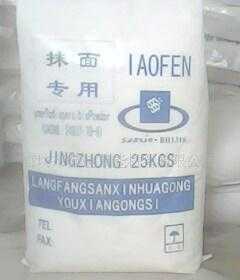 抹面
专用
IAOFEN
JINGZHONG 25KGS
LANGFANGSANXINHUAGONG
YOUXIANGONGSI
TEL
FAX: